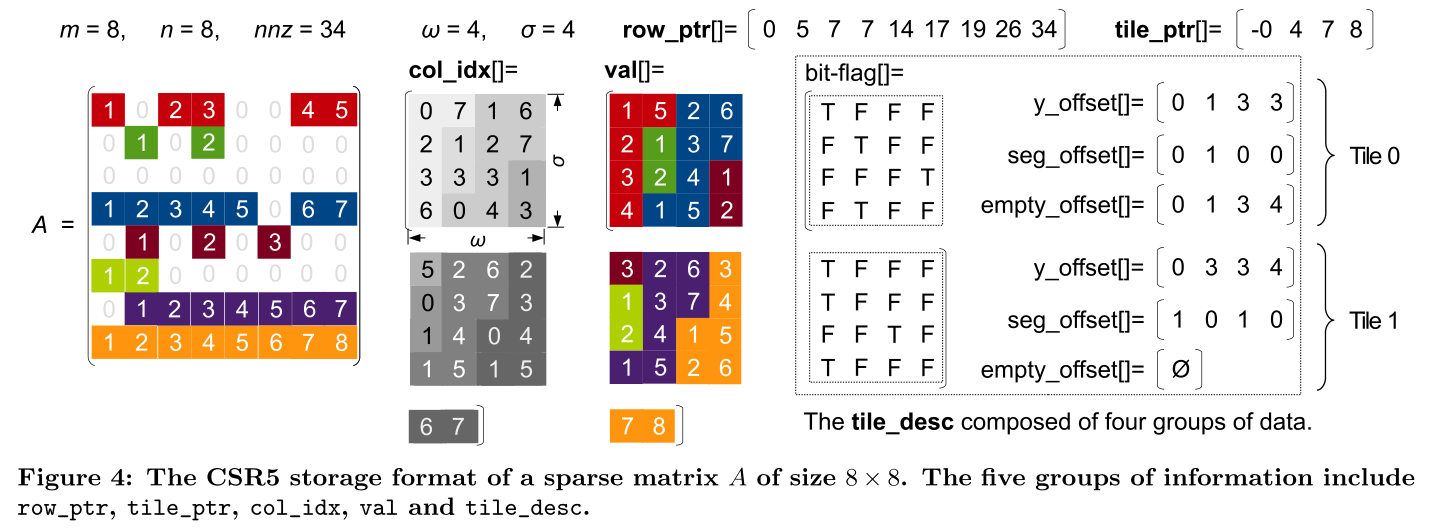 m = 8, n = 8, nnz = 34 ω = 4, σ = 4 row_ptr[]= 0 5 7 7 14 17 19 26 34 tile_ptr[]= -0 4 7 8
A =
1 0 2 3 0 0 4 5
0 1 0 2 0 0 0 0
0 0 0 0 0 0 0 0
1 2 3 4 5 0 6 7
0 1 0 2 0 3 0 0
1 2 0 0 0 0 0 0
0 1 2 3 4 5 6 7
1 2 3 4 5 6 7 8
col_idx[]=
0 7 1 6
2 1 2 7
3 3 3 1
6 0 4 3
σ
ω
5 2 6 2
0 3 7 3
1 4 0 4
1 5 1 5
6 7
val[]=
1 5 2 6
2 1 3 7
3 2 4 1
4 1 5 2
3 2 6 3
1 3 7 4
2 4 1 5
1 5 2 6
7 8
bit-flag[]=
T F F F
F T F F
F F F T
F T F F
y_offset[]= 0 1 3 3
seg_offset[]= 0 1 0 0
empty_offset[]= 0 1 3 4
Tile 0
T F F F
T F F F
F F T F
T F F F
y_offset[]= 0 3 3 4
seg_offset[]= 1 0 1 0
empty_offset[]= Ø
Tile 1
The tile_desc composed of four groups of data.
Figure 4: The CSR5 storage format of a sparse matrix A of size 8 × 8. The five groups of information include
row_ptr, tile_ptr, col_idx, val and tile_desc.